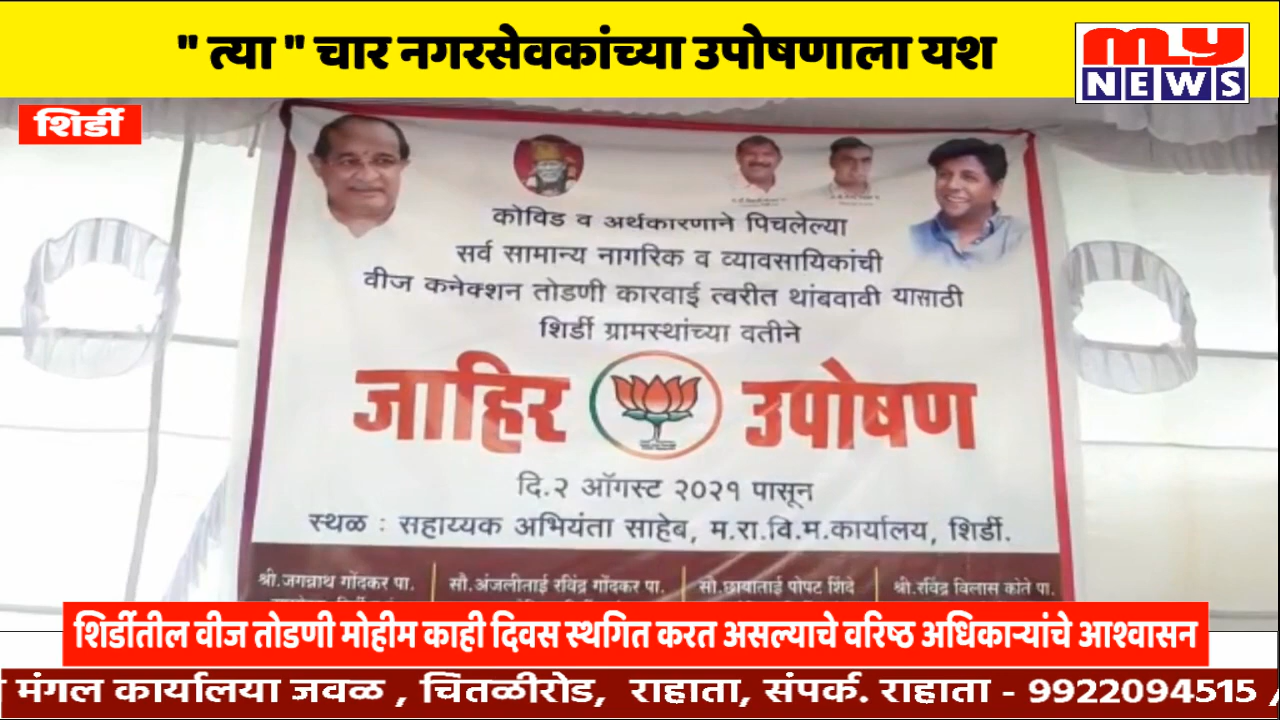 " त्या " चार नगरसेवकांच्या उपोषणाला यश
my
NEWS
शिर्डी
कोविड व अर्थकारणाने पिचलेल्या
सर्व सामान्य नागरिक व व्यावसायिकांची
वीज कनेक्शन तोडणी कारवाई त्वरीत थांबवावी यासाठी
शिर्डी ग्रामस्थांच्या वतीने
जाहिर उपोषण
दि.२ ऑगस्ट २०२१ पासून
स्थळ : सहाय्यक अभियंता साहेब, म.रा.वि.म.कार्यालय, शिर्डी.
श्री.जगन्नाथ गोंदकर पा. सौ.अंजलीताई रविंद्र गोंदकर पा. सौ.छायाताई पोपट शिंदे श्री.रविंद्र विलास कोते पा.
शिर्डीतील वीज तोडणी मोहीम काही दिवस स्थगित करत असल्याचे वरिष्ठ अधिकाऱ्यांचे आश्वासन
मंगल कार्यालया जवळ , चितळीरोड, राहाता, संपर्क. राहाता - 9922094515 /